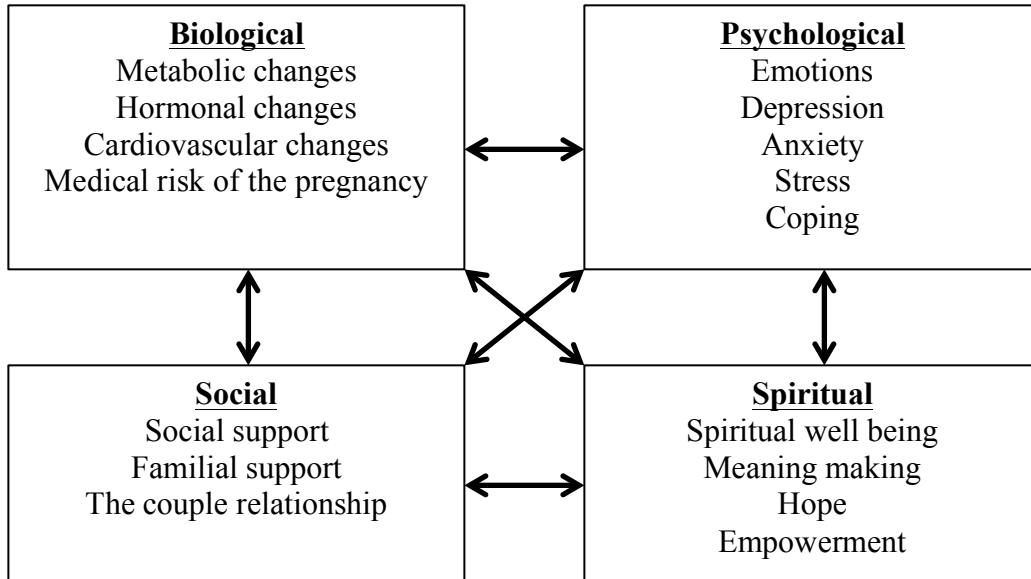 Biological
Metabolic changes
Hormonal changes
Cardiovascular changes
Medical risk of the pregnancy
Psychological
Emotions
Depression
Anxiety
Stress
Coping
Social
Social support
Familial support
The couple relationship
Spiritual
Spiritual well being
Meaning making
Hope
Empowerment